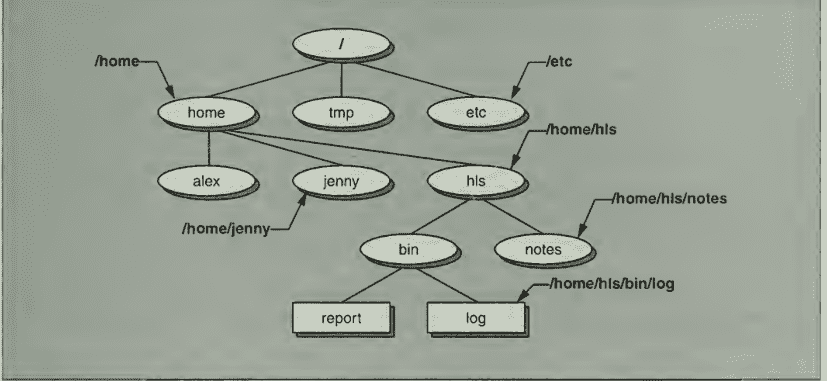 /
/home
/etc
home
tmp
etc
/home/hls
alex
jenny
hls
/home/hls/notes
/home/jenny
bin
notes
/home/hls/bin/log
report
log